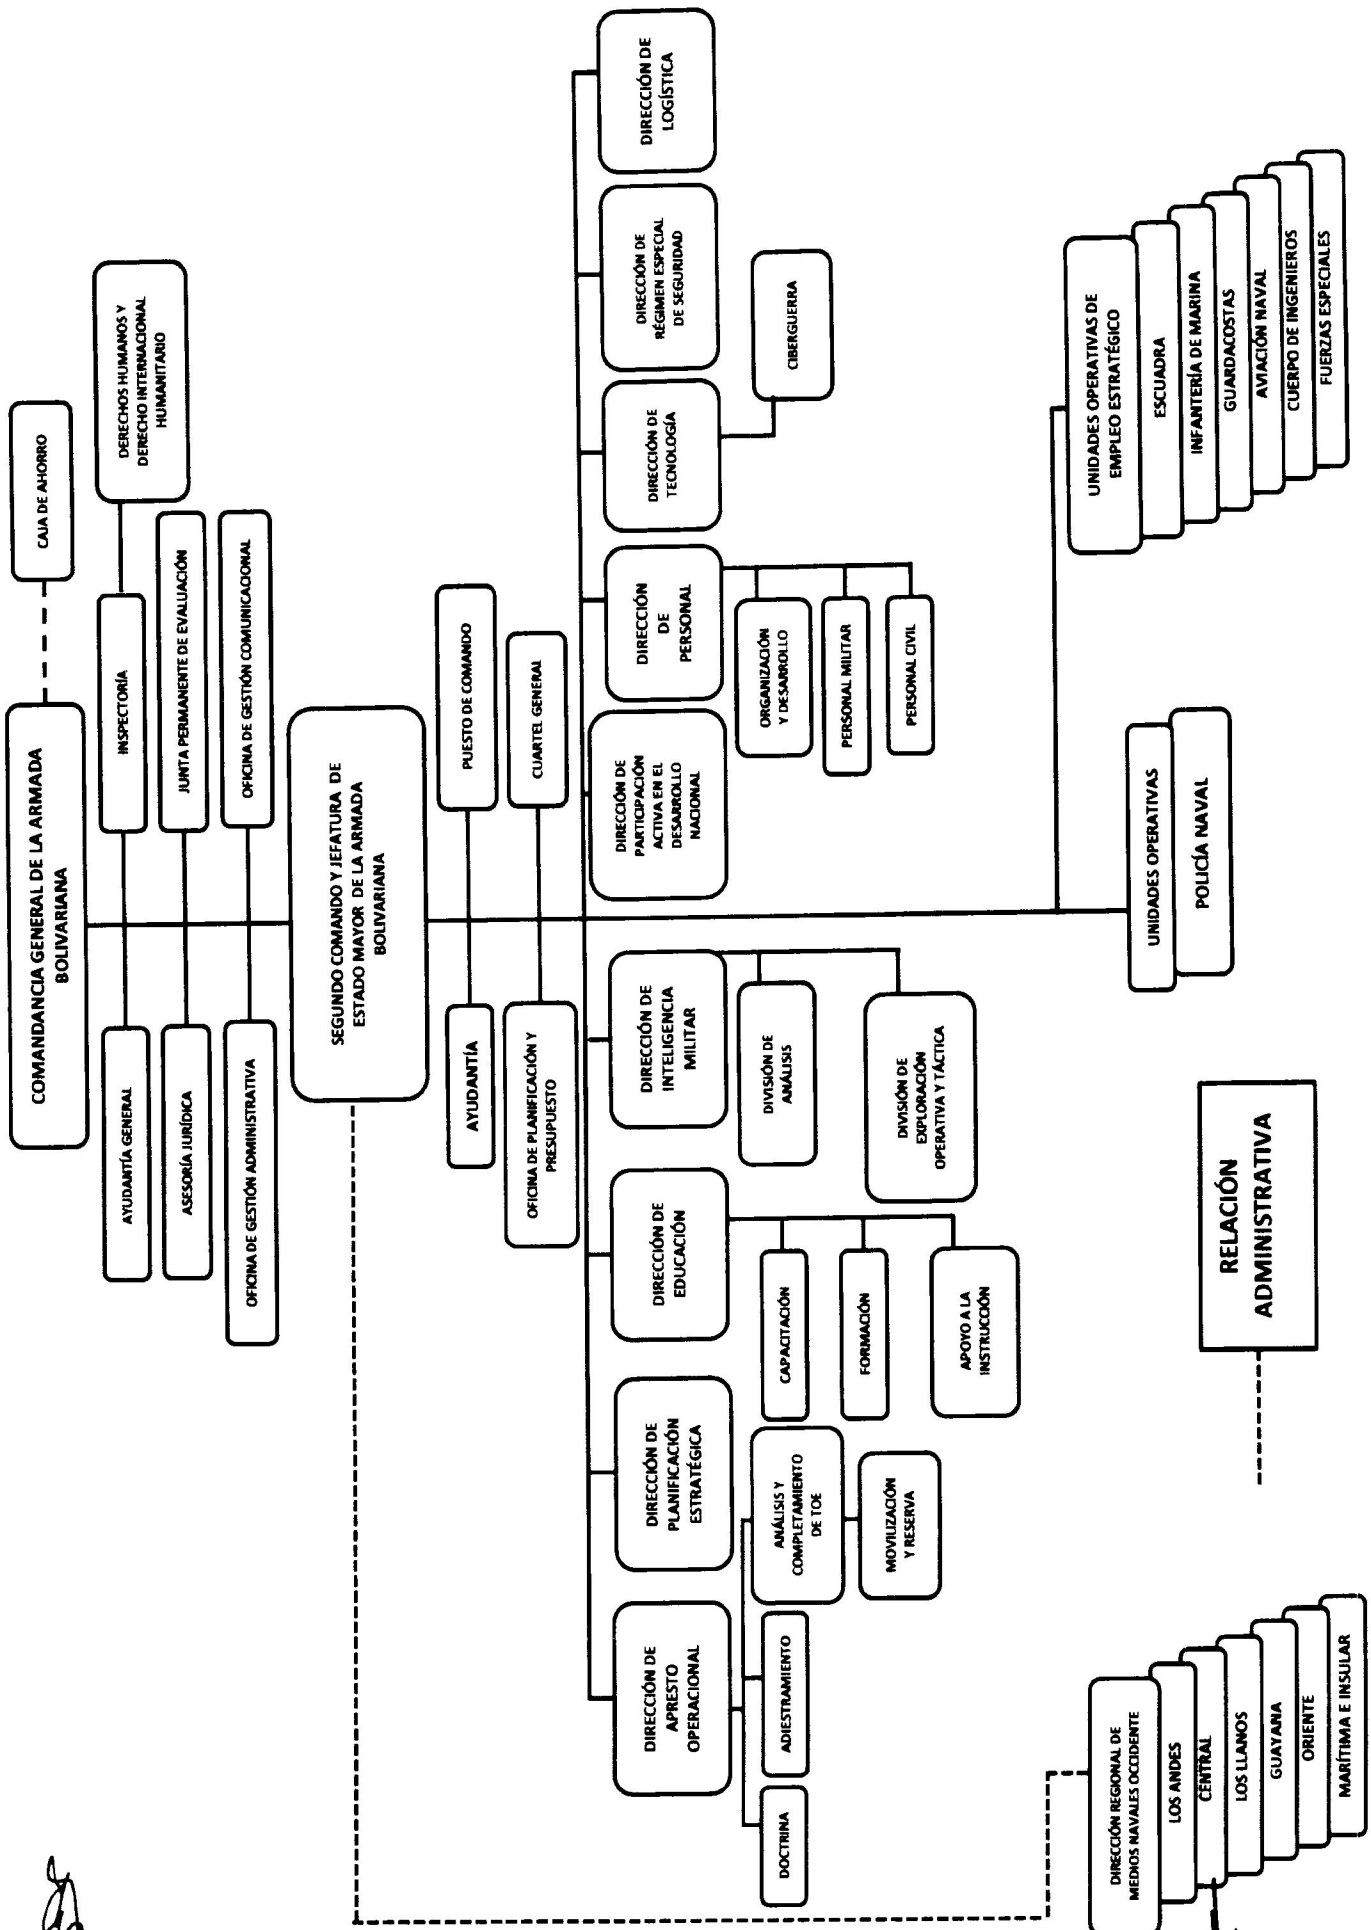 COMANDANCIA GENERAL DE LA ARMADA
BOLIVARIANA
CAJA DE AHORRO
AYUDANTÍA GENERAL
INSPECTORÍA
DERECHOS HUMANOS Y
DERECHO INTERNACIONAL
HUMANITARIO
ASESORÍA JURÍDICA
JUNTA PERMANENTE DE EVALUACIÓN
OFICINA DE GESTIÓN ADMINISTRATIVA
OFICINA DE GESTIÓN COMUNICACIONAL
SEGUNDO COMANDO Y JEFATURA DE
ESTADO MAYOR DE LA ARMADA
BOLIVARIANA
AYUDANTÍA
PUESTO DE COMANDO
OFICINA DE PLANIFICACIÓN Y
PRESUPUESTO
CUARTEL GENERAL
DIRECCIÓN DE
APRESTO
OPERACIONAL
DIRECCIÓN DE
PLANIFICACIÓN
ESTRATÉGICA
DIRECCIÓN DE
EDUCACIÓN
DIRECCIÓN DE
INTELIGENCIA
MILITAR
DIRECCIÓN DE
PARTICIPACIÓN
ACTIVA EN EL
DESARROLLO
NACIONAL
DIRECCIÓN
DE
PERSONAL
DIRECCIÓN DE
TECNOLOGÍA
DIRECCIÓN DE
RÉGIMEN ESPECIAL
DE SEGURIDAD
DIRECCIÓN DE
LOGÍSTICA
DOCTRINA
ADIESTRAMIENTO
ANÁLISIS Y
COMPLETAMIENTO
DE TOE
MOVILIZACIÓN
Y RESERVA
CAPACITACIÓN
FORMACIÓN
APOYO A LA
INSTRUCCIÓN
DIVISIÓN DE
ANÁLISIS
DIVISIÓN DE
EXPLORACIÓN
OPERATIVA Y TÁCTICA
ORGANIZACIÓN
Y DESARROLLO
PERSONAL MILITAR
PERSONAL CIVIL
CIBERGUERRA
DIRECCIÓN REGIONAL DE
MEDIOS NAVALES OCCIDENTE
LOS ANDES
CENTRAL
LOS LLANOS
GUAYANA
ORIENTE
MARÍTIMA E INSULAR
RELACIÓN
ADMINISTRATIVA
UNIDADES OPERATIVAS
POLICÍA NAVAL
UNIDADES OPERATIVAS DE
EMPLEO ESTRATÉGICO
ESCUADRA
INFANTERÍA DE MARINA
GUARDACOSTAS
AVIACIÓN NAVAL
CUERPO DE INGENIEROS
FUERZAS ESPECIALES